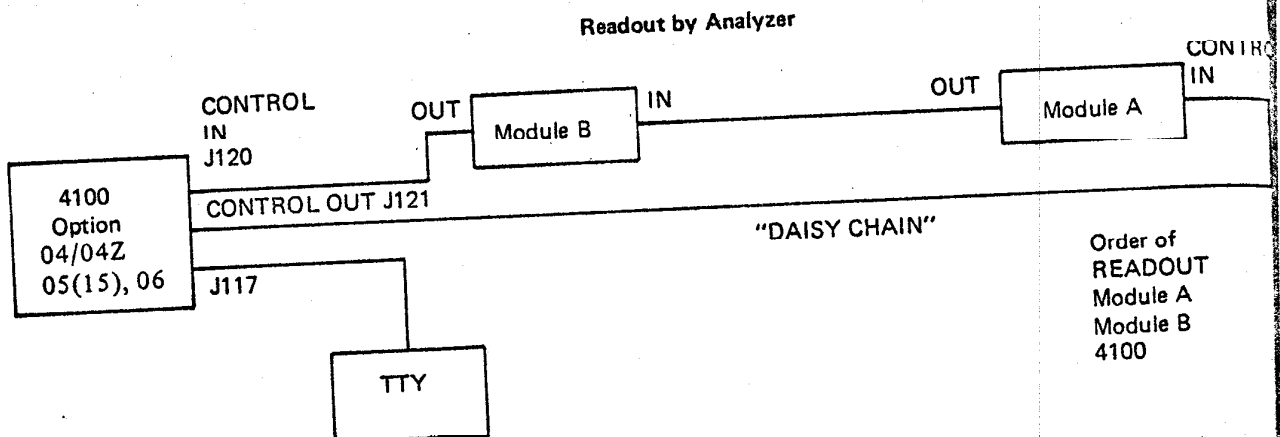 Readout by Analyzer
CONTROL
IN
J120
OUT
Module B
IN
OUT
Module A
IN
4100
Option
04/04Z
05(15), 06
CONTROL OUT J121
"DAISY CHAIN"
J117
TTY
Order of
READOUT
Module A
Module B
4100